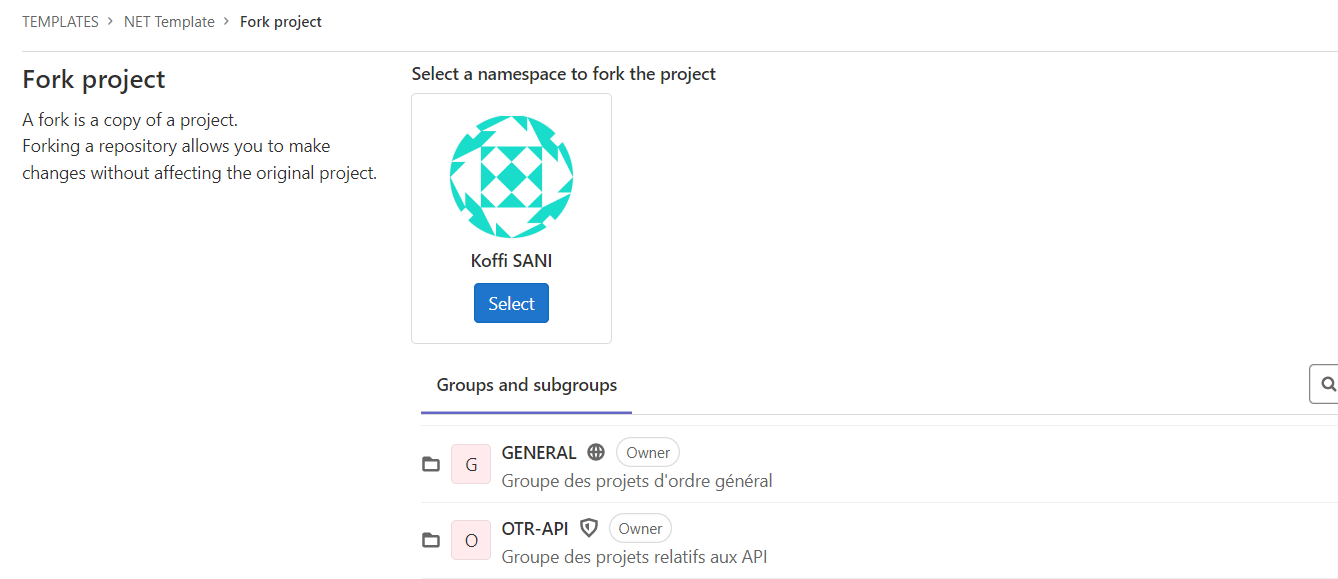 TEMPLATES > NET Template > Fork project
Fork project
A fork is a copy of a project.
Forking a repository allows you to make
changes without affecting the original project.
Select a namespace to fork the project
Koffi SANI
Select
Groups and subgroups
G
GENERAL Owner
Groupe des projets d'ordre général
O
OTR-API Owner
Groupe des projets relatifs aux API